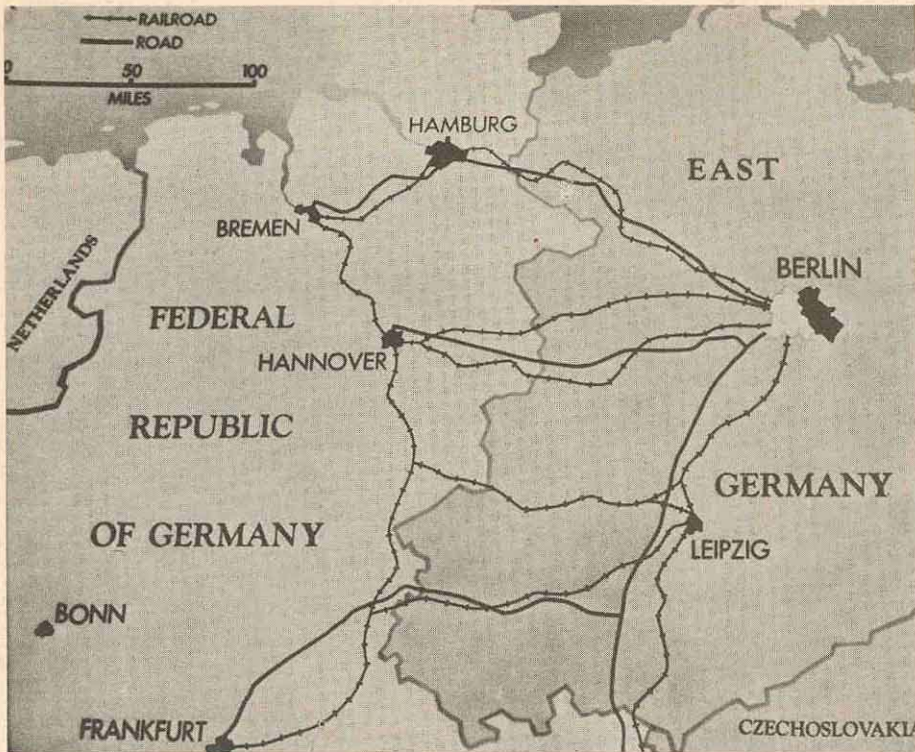 RAILROAD
ROAD
0 50 100
MILES
HAMBURG
EAST
BREMEN
BERLIN
NETHERLANDS
FEDERAL
HANNOVER
REPUBLIC
GERMANY
OF GERMANY
LEIPZIG
BONN
FRANKFURT
CZECHOSLOVAKIA